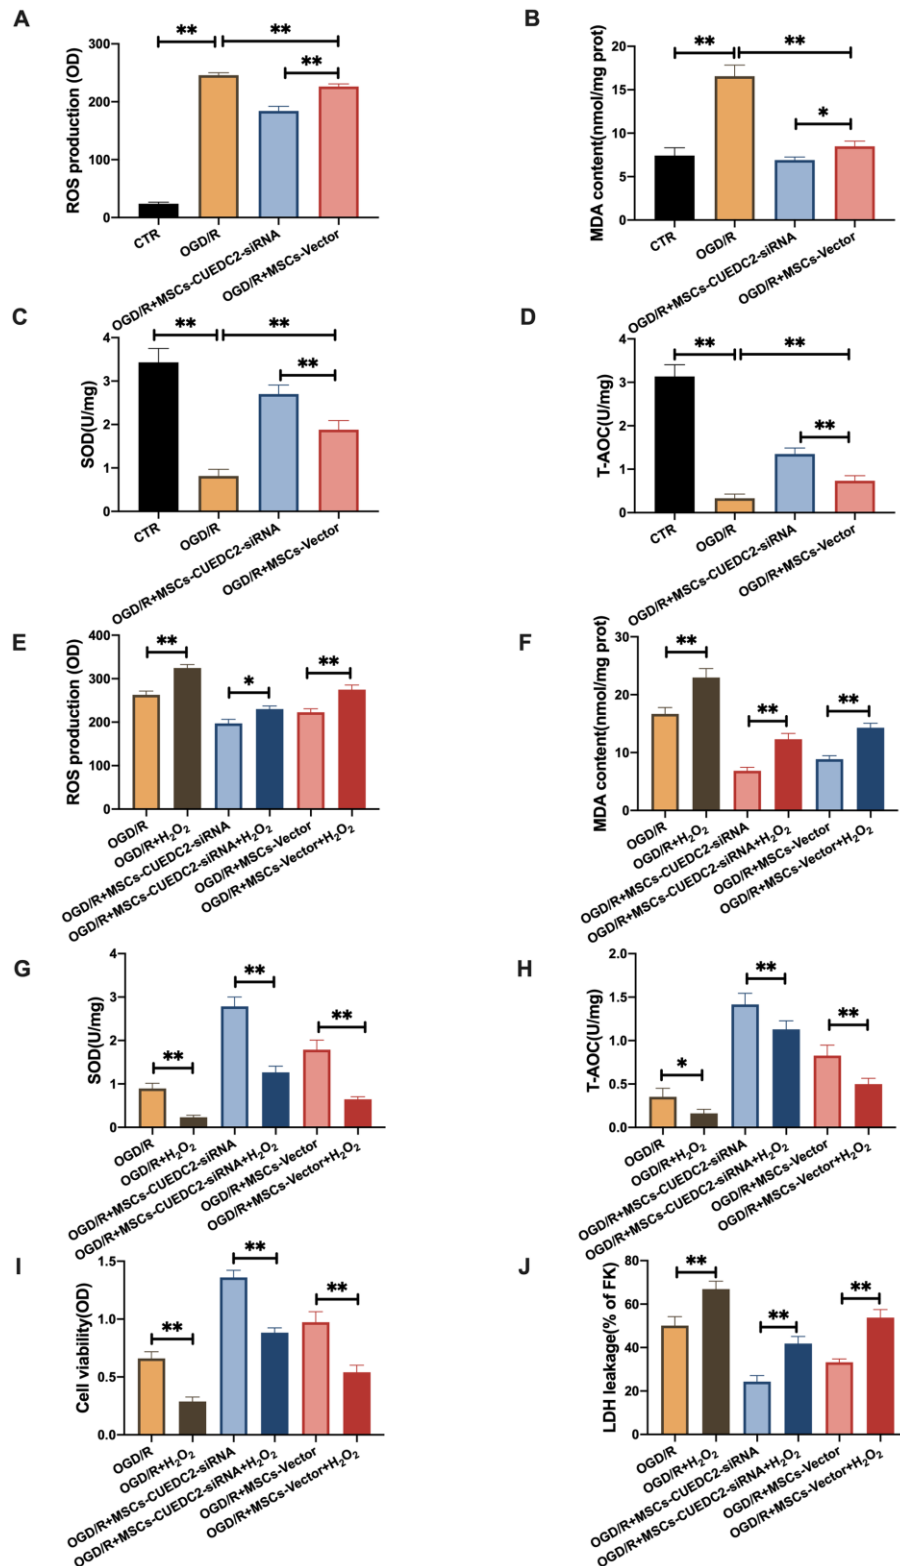 A
ROS production (OD)
300
200
100
0
** ** **
CTR
OGD/R
OGD/R+MSCs-CUEDC2-siRNA
OGD/R+MSCs-Vector
B
MDA content(nmol/mg prot)
20
15
10
5
0
** ** *
CTR
OGD/R
OGD/R+MSCs-CUEDC2-siRNA
OGD/R+MSCs-Vector
C
SOD(U/mg)
4
3
2
1
0
** ** **
CTR
OGD/R
OGD/R+MSCs-CUEDC2-siRNA
OGD/R+MSCs-Vector
D
T-AOC(U/mg)
4
3
2
1
0
** ** **
CTR
OGD/R
OGD/R+MSCs-CUEDC2-siRNA
OGD/R+MSCs-Vector
E
ROS production (OD)
400
300
200
100
0
** * **
OGD/R
OGD/R+H₂O₂
OGD/R+MSCs-CUEDC2-siRNA
OGD/R+MSCs-CUEDC2-siRNA+H₂O₂
OGD/R+MSCs-Vector
OGD/R+MSCs-Vector+H₂O₂
F
MDA content(nmol/mg prot)
30
20
10
0
** ** **
OGD/R
OGD/R+H₂O₂
OGD/R+MSCs-CUEDC2-siRNA
OGD/R+MSCs-CUEDC2-siRNA+H₂O₂
OGD/R+MSCs-Vector
OGD/R+MSCs-Vector+H₂O₂
G
SOD(U/mg)
4
3
2
1
0
** ** **
OGD/R
OGD/R+H₂O₂
OGD/R+MSCs-CUEDC2-siRNA
OGD/R+MSCs-CUEDC2-siRNA+H₂O₂
OGD/R+MSCs-Vector
OGD/R+MSCs-Vector+H₂O₂
H
T-AOC(U/mg)
2.0
1.5
1.0
0.5
0.0
* ** **
OGD/R
OGD/R+H₂O₂
OGD/R+MSCs-CUEDC2-siRNA
OGD/R+MSCs-CUEDC2-siRNA+H₂O₂
OGD/R+MSCs-Vector
OGD/R+MSCs-Vector+H₂O₂
I
Cell viability(OD)
1.5
1.0
0.5
0.0
** ** **
OGD/R
OGD/R+H₂O₂
OGD/R+MSCs-CUEDC2-siRNA
OGD/R+MSCs-CUEDC2-siRNA+H₂O₂
OGD/R+MSCs-Vector
OGD/R+MSCs-Vector+H₂O₂
J
LDH leakage(% of FK)
80
60
40
20
0
** ** **
OGD/R
OGD/R+H₂O₂
OGD/R+MSCs-CUEDC2-siRNA
OGD/R+MSCs-CUEDC2-siRNA+H₂O₂
OGD/R+MSCs-Vector
OGD/R+MSCs-Vector+H₂O₂